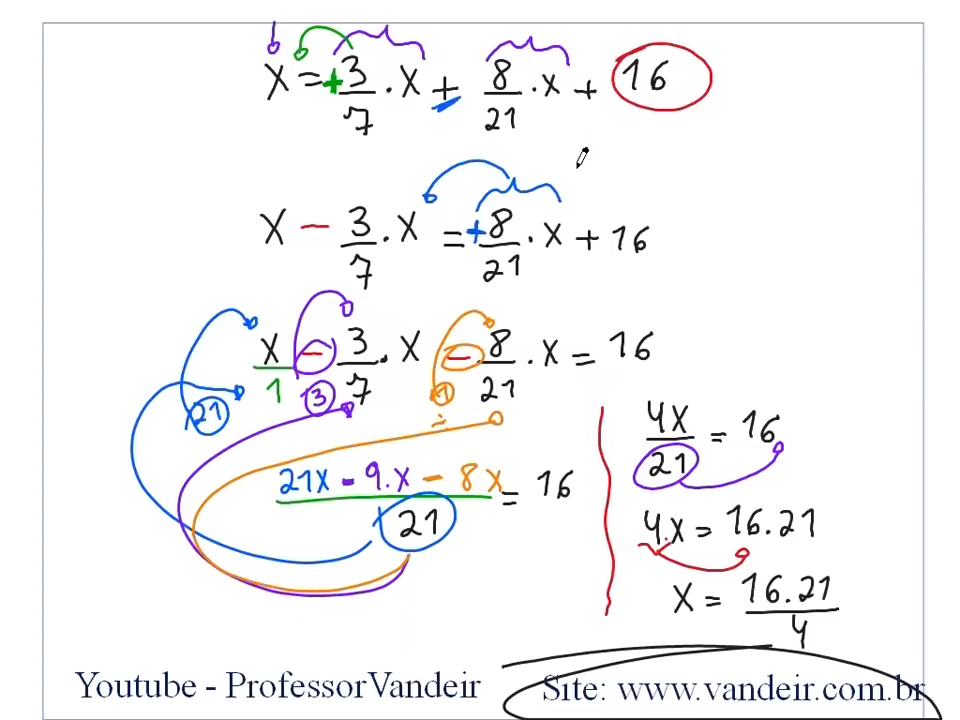 x = +3/7 . x + 8/21 . x + 16
x - 3/7 . x = +8/21 . x + 16
x/1 - 3/7 . x - 8/21 . x = 16
21 3 1
÷
(21x - 9.x - 8x)/21 = 16
4x/21 = 16
4.x = 16.21
x = 16.21/4
Youtube - ProfessorVandeir
Site: www.vandeir.com.br